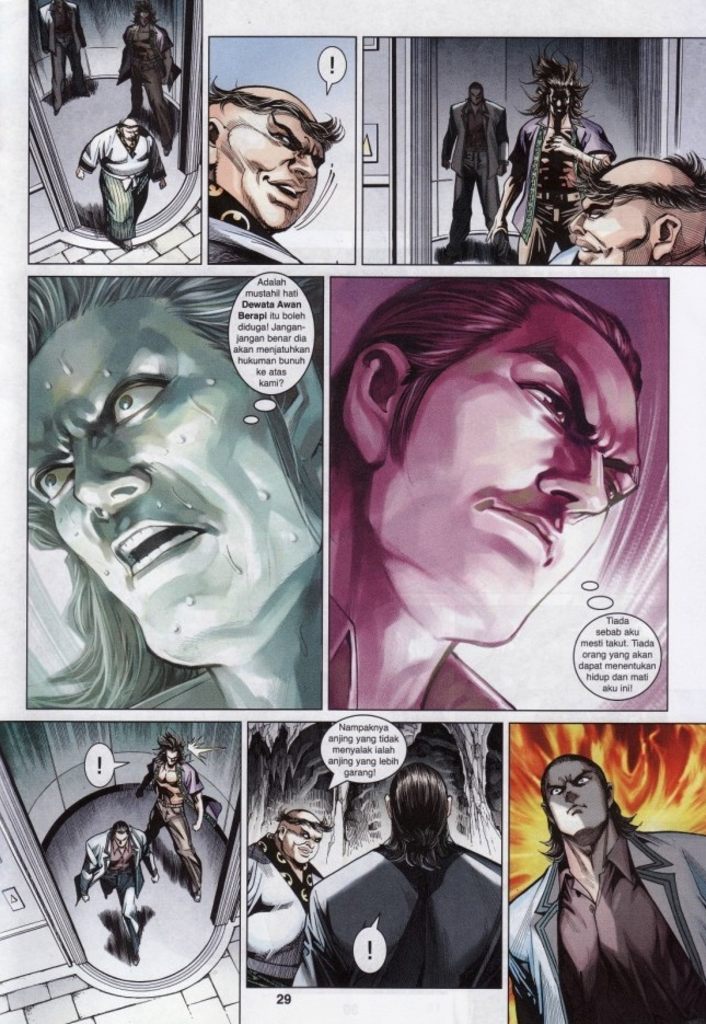 !
Adalah
mustahil hati
Dewata Awan
Berapi itu boleh
diduga! Jangan-
jangan benar dia
akan menjatuhkan
hukuman bunuh
ke atas
kami?
Tiada
sebab aku
mesti takut. Tiada
orang yang akan
dapat menentukan
hidup dan mati
aku ini!
!
Nampaknya
anjing yang tidak
menyalak ialah
anjing yang lebih
garang!
!
29